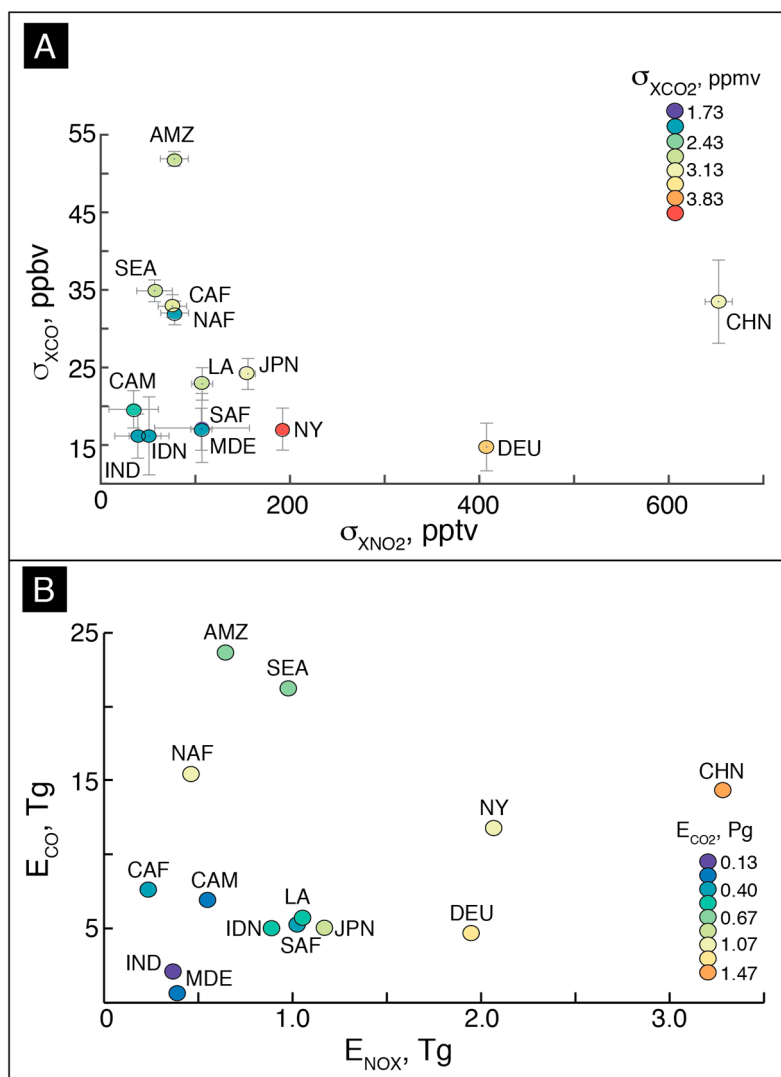 A
σXCO2, ppmv
1.73
2.43
3.13
3.83
55
45
35
25
15
σXCO, ppbv
AMZ
SEA
CAF
NAF
CHN
LA
JPN
CAM
SAF
NY
IDN
MDE
DEU
IND
0
200
400
600
σXNO2, pptv
B
25
15
5
ECO, Tg
AMZ
SEA
NAF
CHN
NY
ECO2, Pg
0.13
0.40
0.67
1.07
1.47
CAF
CAM
LA
DEU
IDN
SAF
JPN
IND
MDE
0
1.0
2.0
3.0
ENOX, Tg